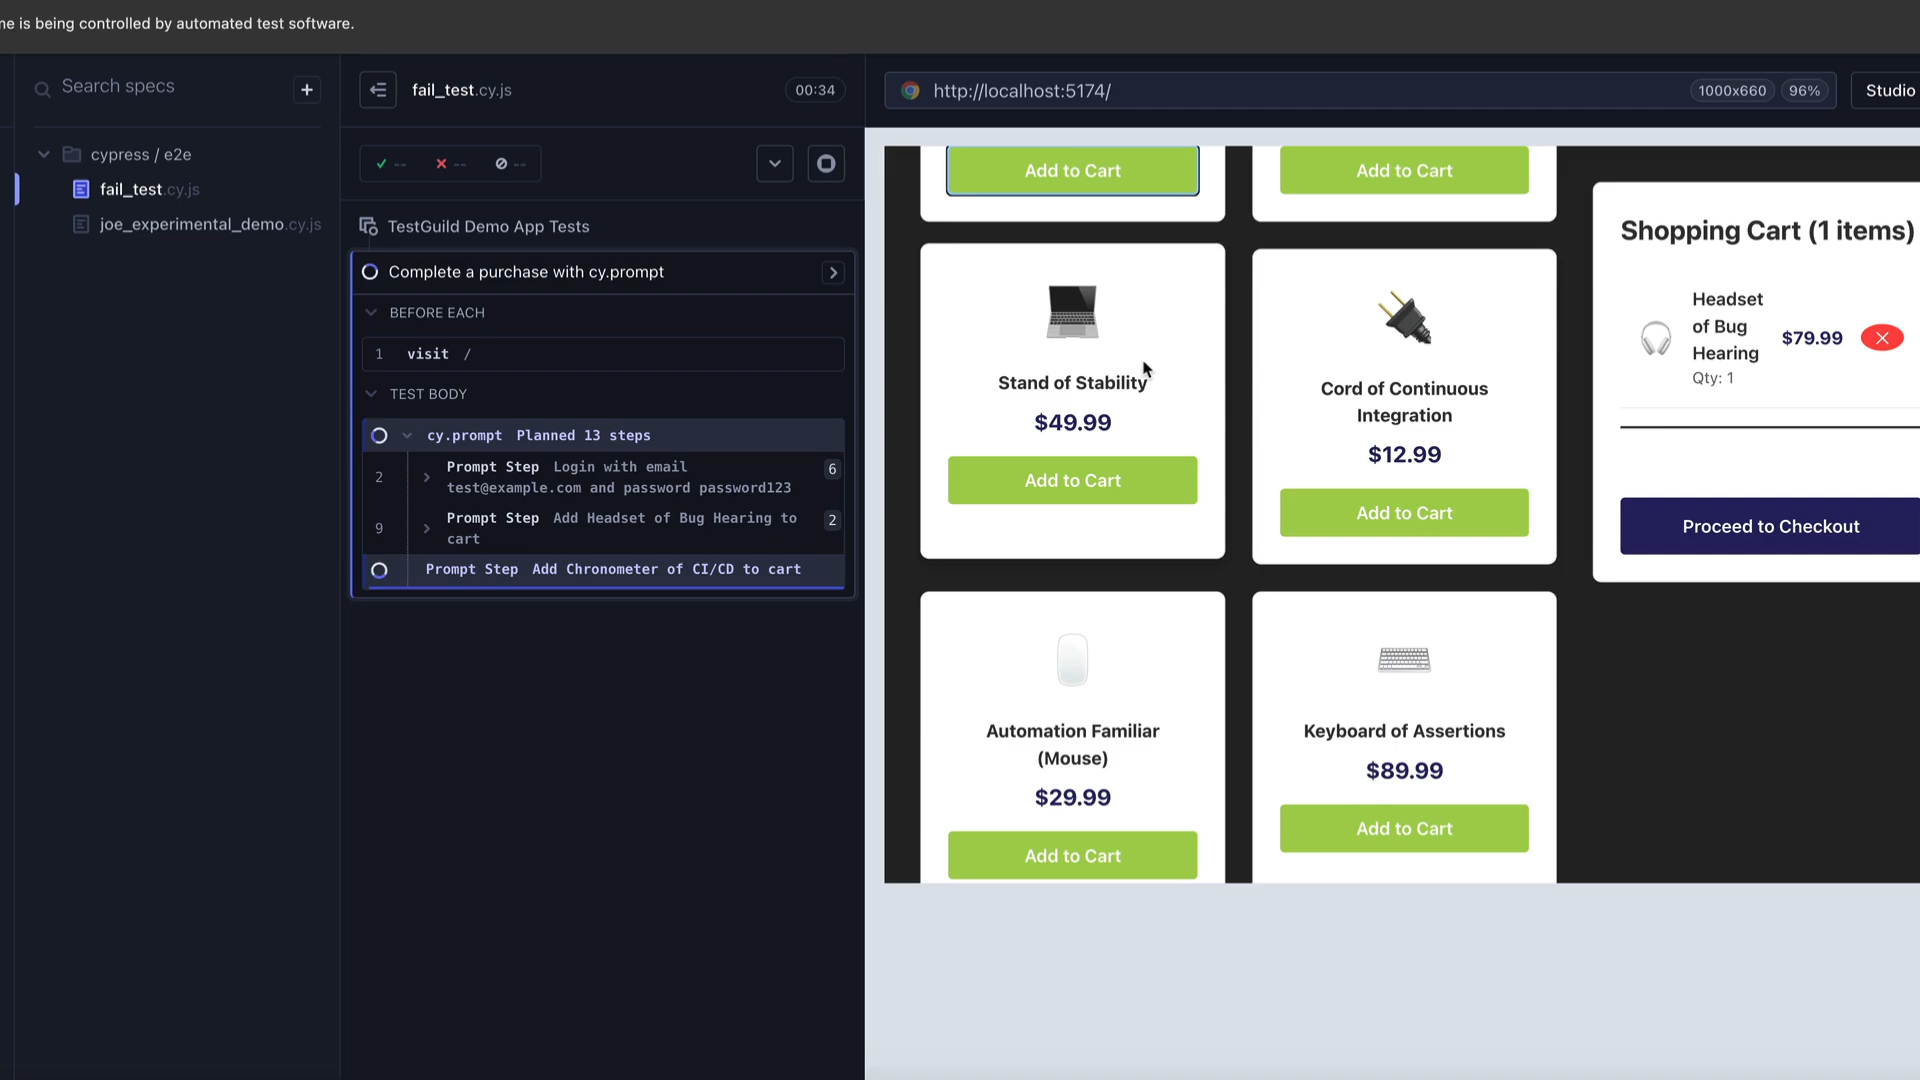 me is being controlled by automated test software.
Search specs
+
cypress / e2e
fail_test.cy.js
joe_experimental_demo.cy.js
fail_test.cy.js
00:34
--
--
--
TestGuild Demo App Tests
Complete a purchase with cy.prompt
BEFORE EACH
1 visit /
TEST BODY
cy.prompt Planned 13 steps
2 Prompt Step Login with email
test@example.com and password password123
6
9 Prompt Step Add Headset of Bug Hearing to
cart
2
Prompt Step Add Chronometer of CI/CD to cart
http://localhost:5174/
1000x660
96%
Studio
Add to Cart
Add to Cart
Stand of Stability
$49.99
Add to Cart
Cord of Continuous
Integration
$12.99
Add to Cart
Automation Familiar
(Mouse)
$29.99
Add to Cart
Keyboard of Assertions
$89.99
Add to Cart
Shopping Cart (1 items)
Headset
of Bug
Hearing
Qty: 1
$79.99
Proceed to Checkout